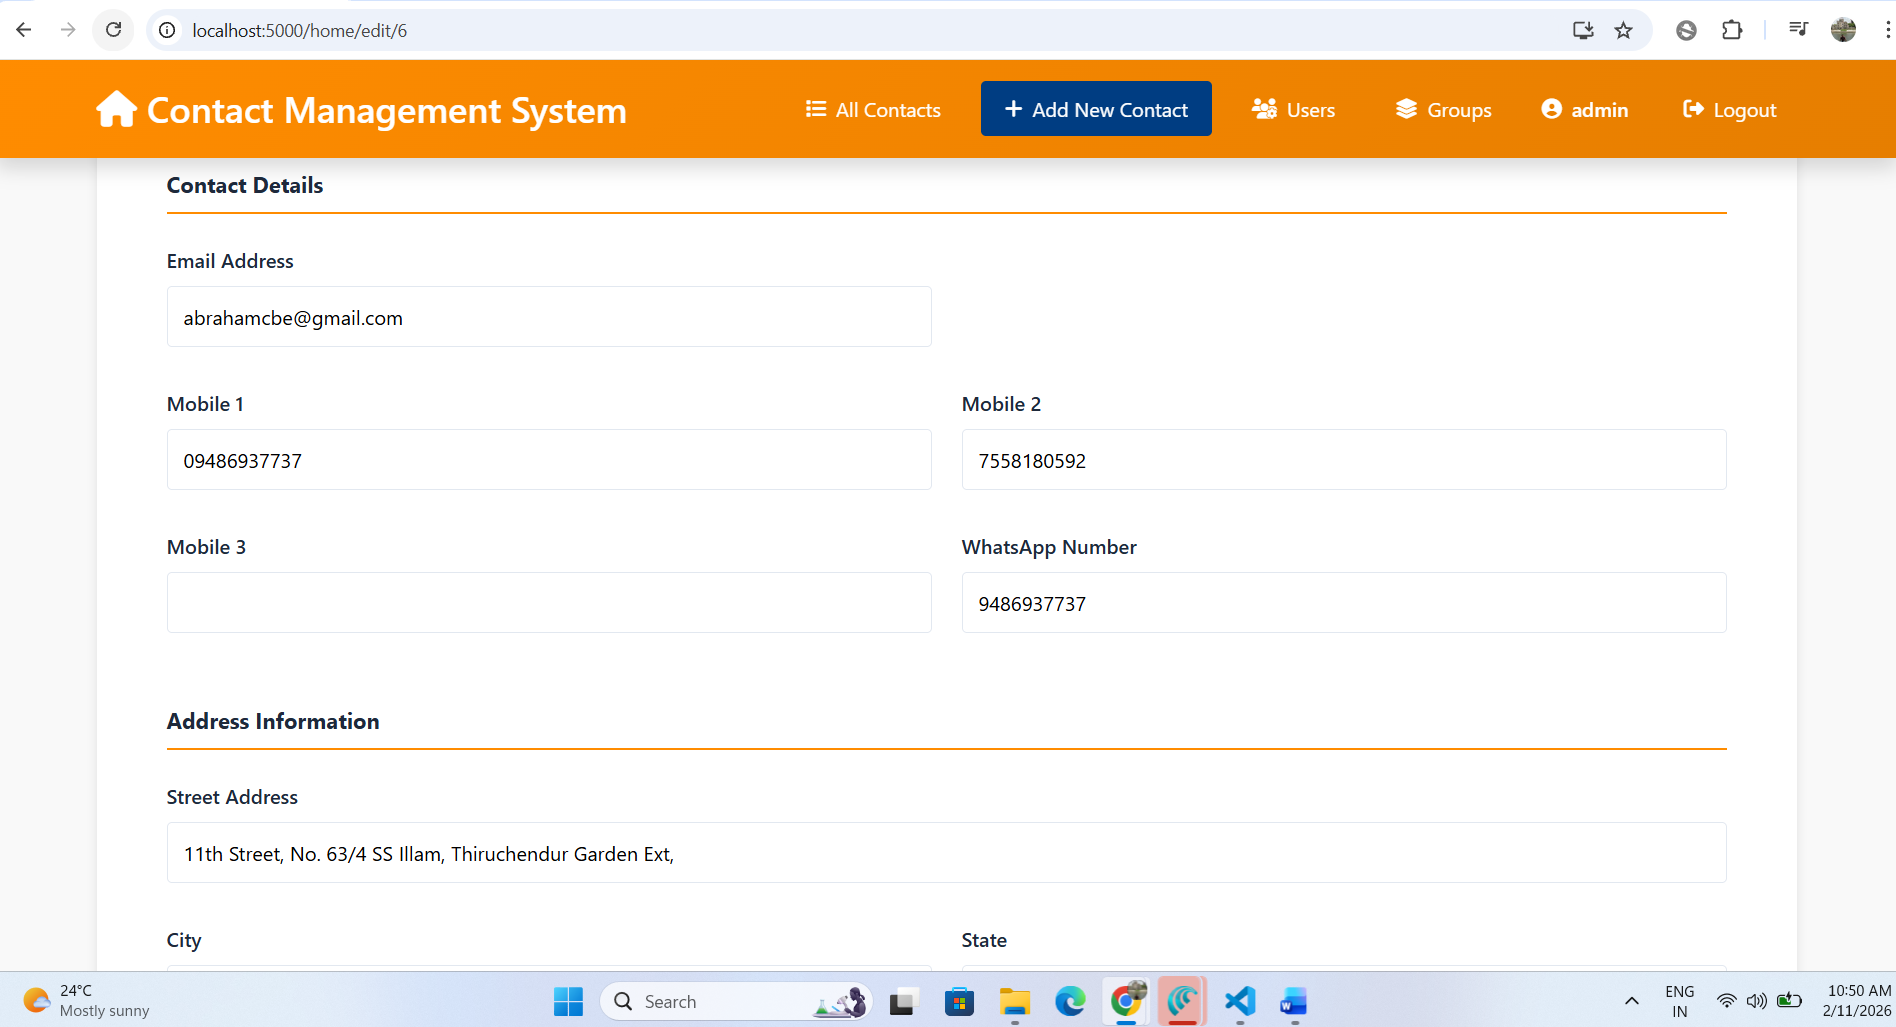 localhost:5000/home/edit/6
Contact Management System
All Contacts
Add New Contact
Users
Groups
admin
Logout
Contact Details
Email Address
abrahamcbe@gmail.com
Mobile 1
Mobile 2
09486937737
7558180592
Mobile 3
WhatsApp Number
9486937737
Address Information
Street Address
11th Street, No. 63/4 SS Illam, Thiruchendur Garden Ext,
City
State
24°C
Mostly sunny
Search
ENG
IN
10:50 AM
2/11/2026